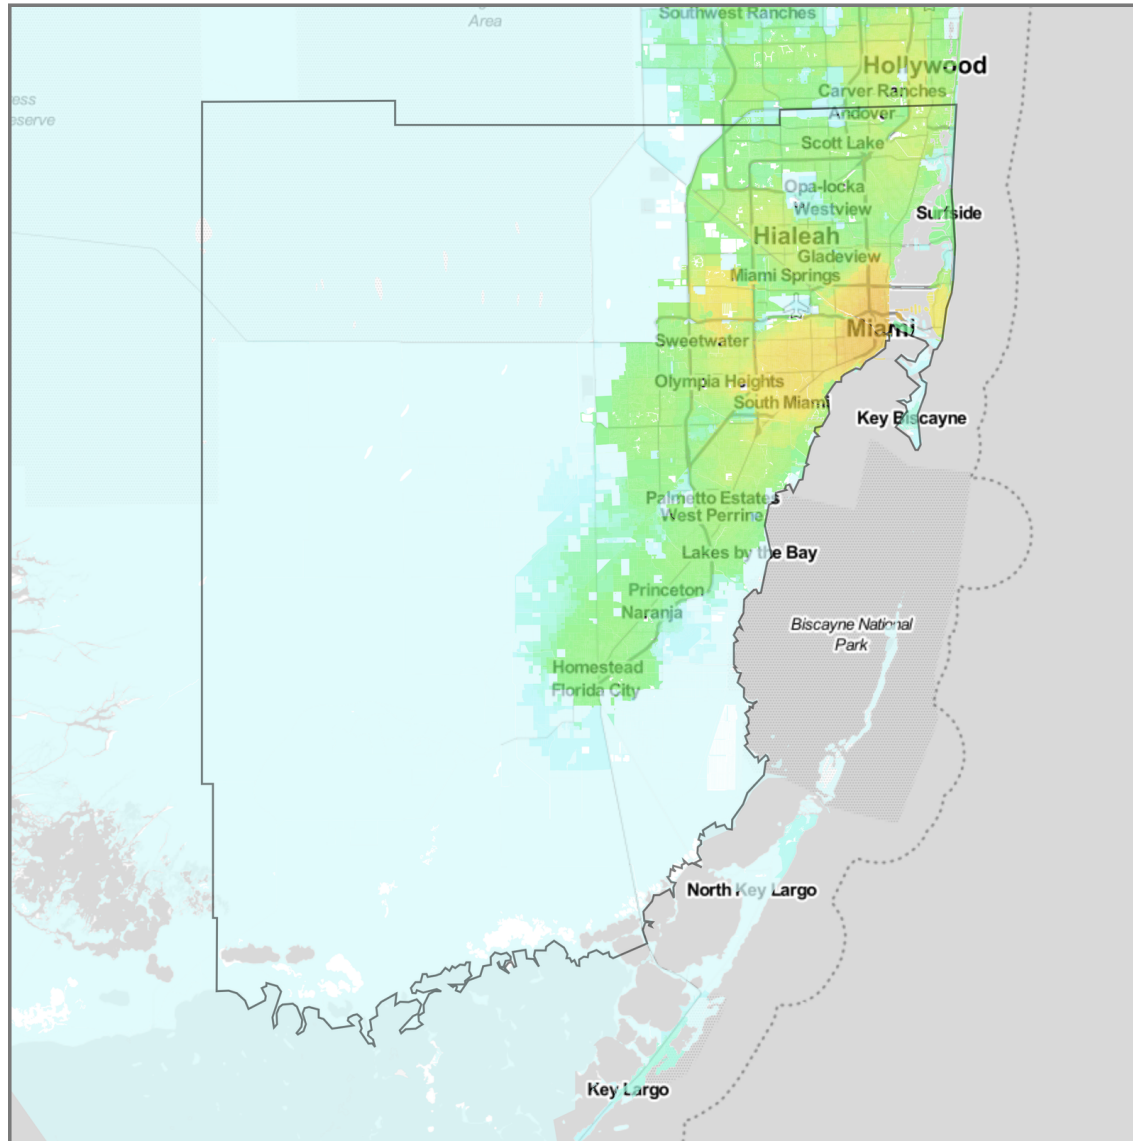 Southwest Ranches
Area
Hollywood
Carver Ranches
ess
Andover
eserve
Scott Lake
Opa-locka
Westview
Surfside
Hialeah
Gladeview
Miami Springs
Miami
Sweetwater
Olympia Heights
South Miami
Key Biscayne
Palmetto Estates
West Perrine
Lakes by the Bay
Princeton
Naranja
Biscayne National
Park
Homestead
Florida City
North Key Largo
Key Largo